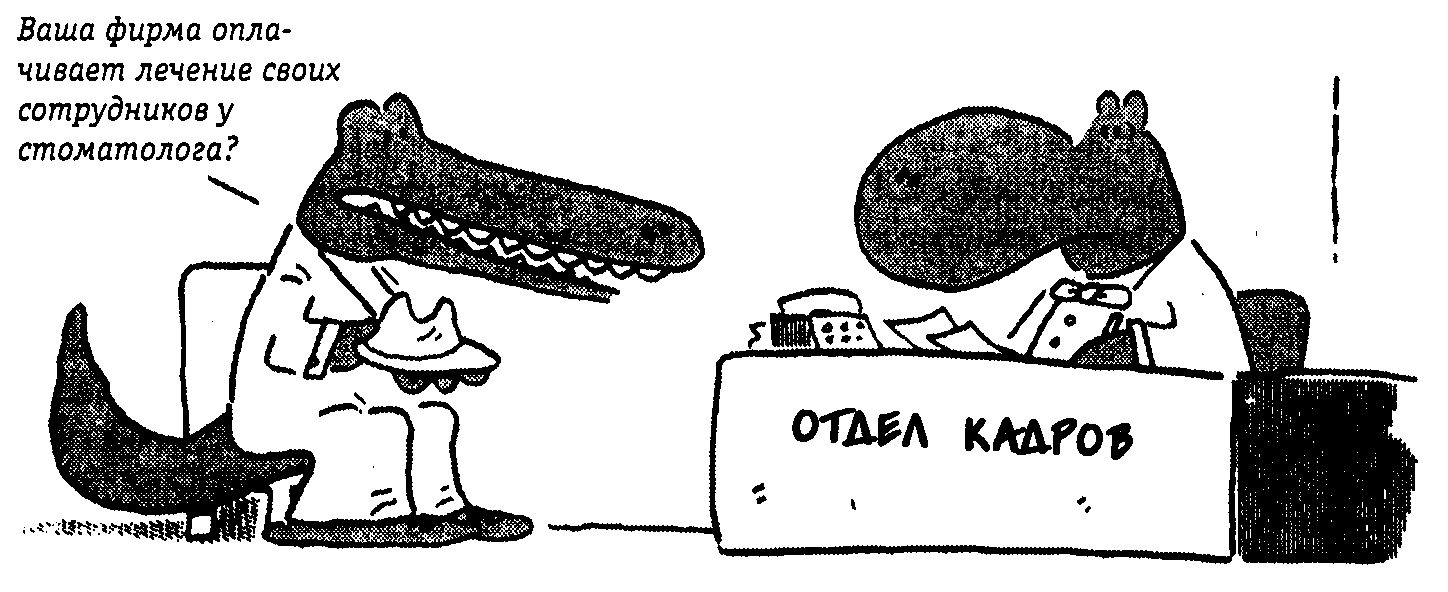 Ваша фирма опла-
чивает лечение своих
сотрудников у
стоматолога?
ОТДЕЛ КАДРОВ